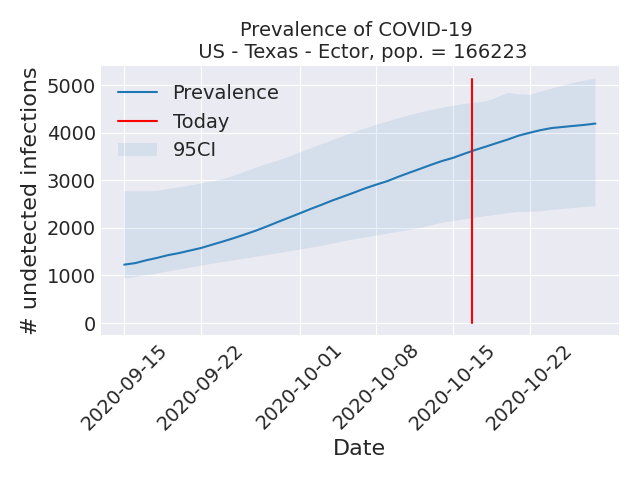 Prevalence of COVID-19
US - Texas - Ector, pop. = 166223
# undetected infections
5000
4000
3000
2000
1000
0
Prevalence
Today
95CI
2020-09-15
2020-09-22
2020-10-01
2020-10-08
2020-10-15
2020-10-22
Date